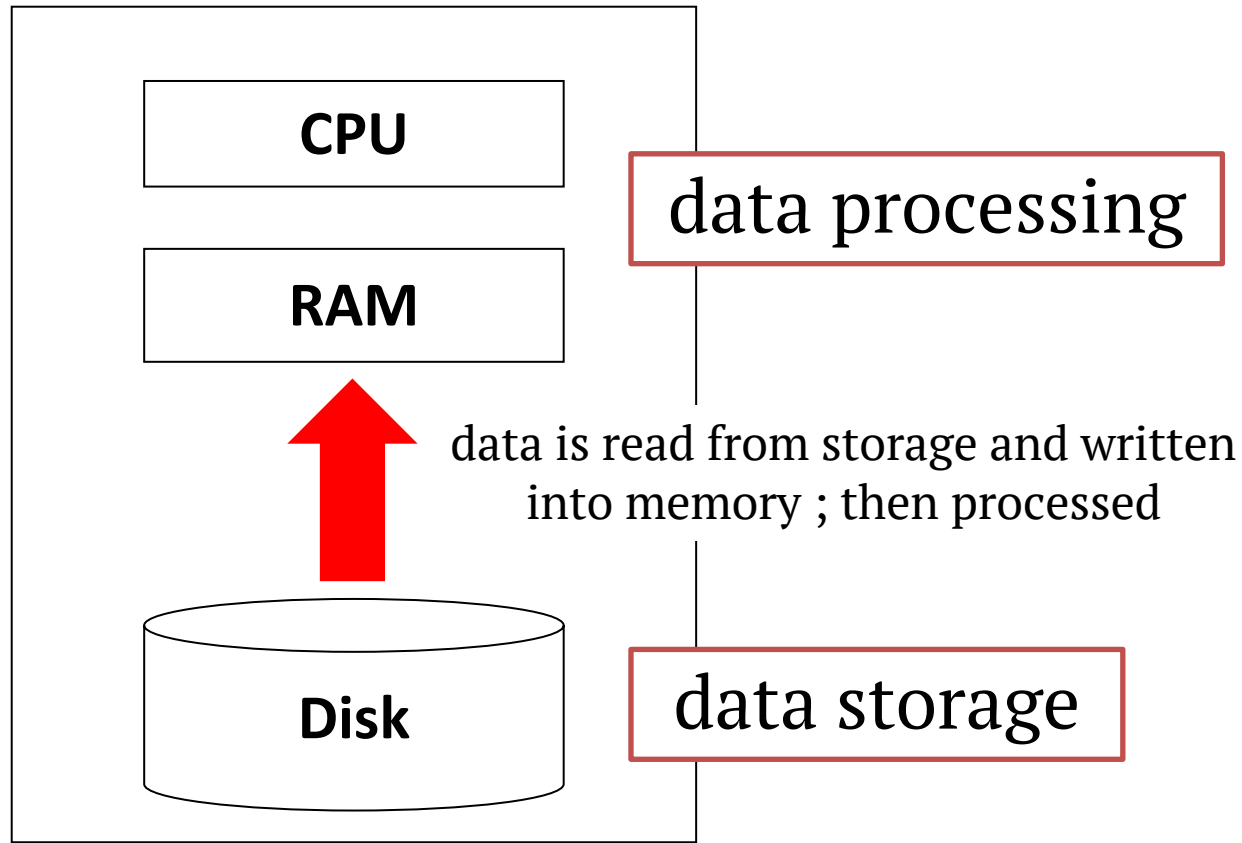 CPU
data processing
RAM
data is read from storage and written
into memory ; then processed
Disk
data storage